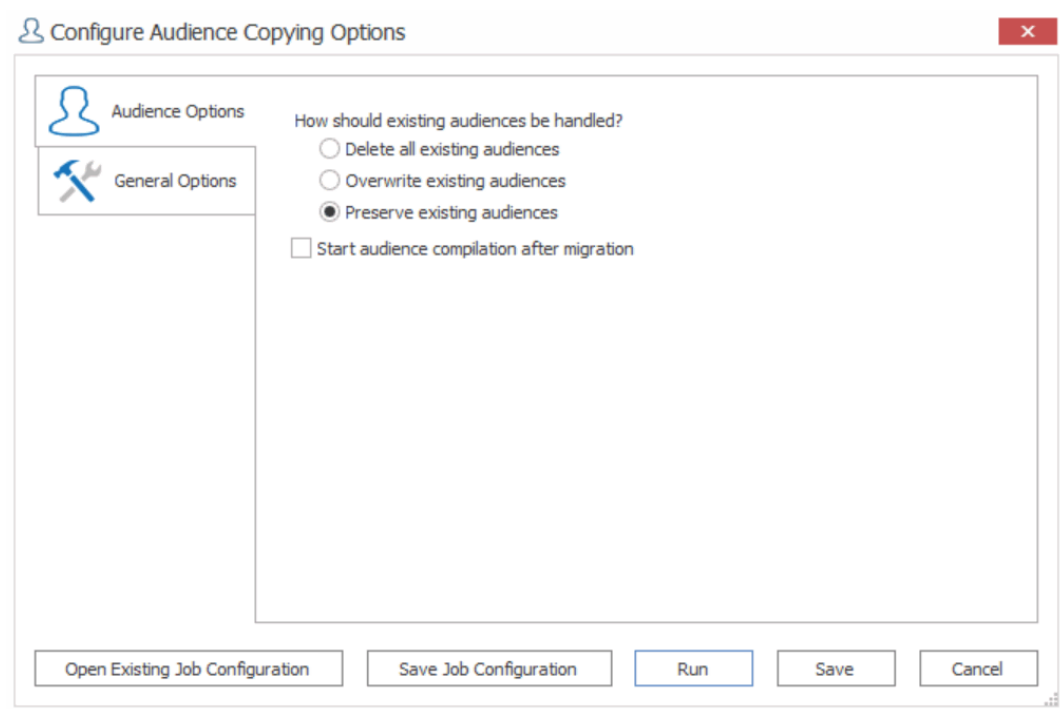 Configure Audience Copying Options
Audience Options
General Options
How should existing audiences be handled?
Delete all existing audiences
Overwrite existing audiences
Preserve existing audiences
Start audience compilation after migration
Open Existing Job Configuration
Save Job Configuration
Run
Save
Cancel